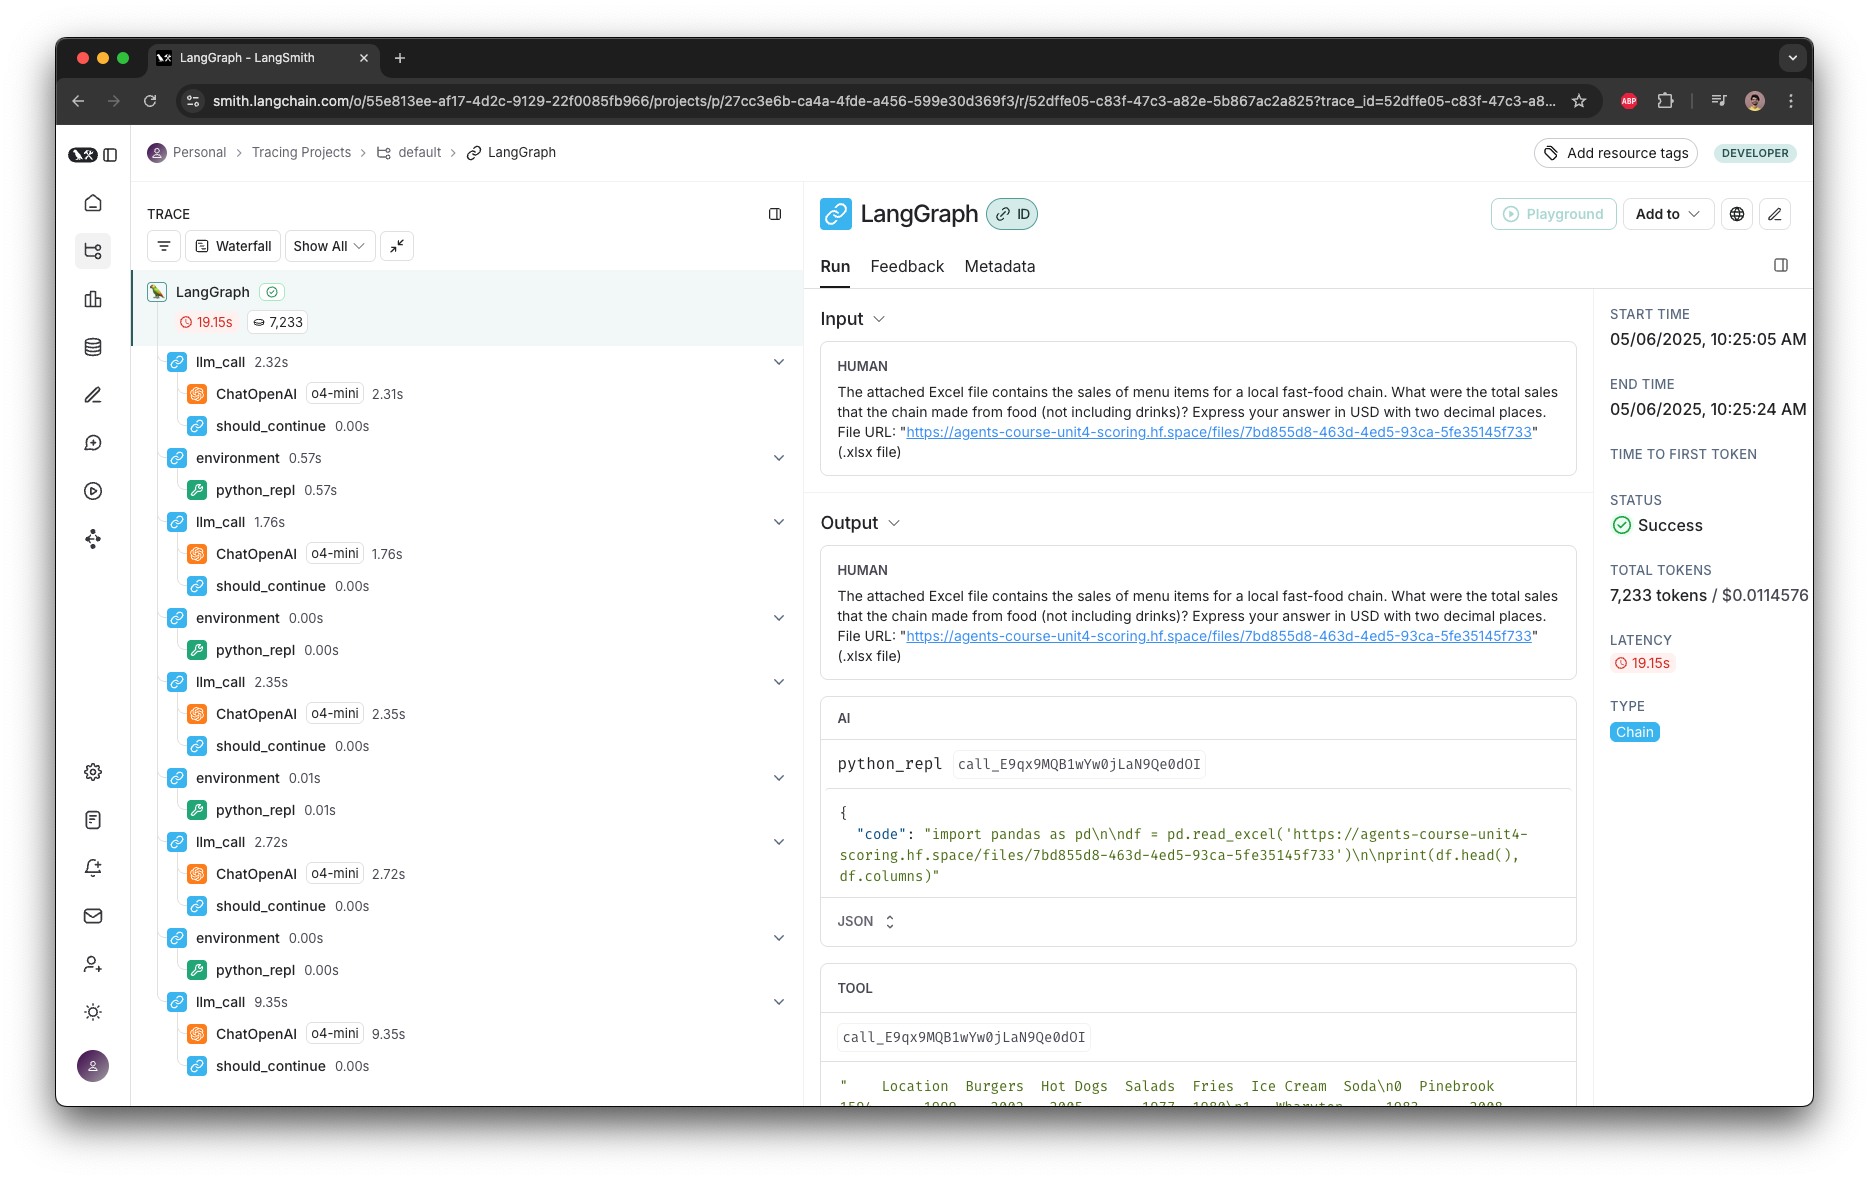 LangGraph - LangSmith
smith.langchain.com/o/55e813ee-af17-4d2c-9129-22f0085fb966/projects/p/27cc3e6b-ca4a-4fde-a456-599e30d369f3/r/52dffe05-c83f-47c3-a82e-5b867ac2a825?trace_id=52dffe05-c83f-47c3-a8...
ABP
Personal > Tracing Projects > default > LangGraph
Add resource tags
DEVELOPER
TRACE
Waterfall
Show All
LangGraph
19.15s
7,233
llm_call 2.32s
ChatOpenAI o4-mini 2.31s
should_continue 0.00s
environment 0.57s
python_repl 0.57s
llm_call 1.76s
ChatOpenAI o4-mini 1.76s
should_continue 0.00s
environment 0.00s
python_repl 0.00s
llm_call 2.35s
ChatOpenAI o4-mini 2.35s
should_continue 0.00s
environment 0.01s
python_repl 0.01s
llm_call 2.72s
ChatOpenAI o4-mini 2.72s
should_continue 0.00s
environment 0.00s
python_repl 0.00s
llm_call 9.35s
ChatOpenAI o4-mini 9.35s
should_continue 0.00s
LangGraph
ID
Playground
Add to
Run
Feedback
Metadata
Input
HUMAN
The attached Excel file contains the sales of menu items for a local fast-food chain. What were the total sales
that the chain made from food (not including drinks)? Express your answer in USD with two decimal places.
File URL: "https://agents-course-unit4-scoring.hf.space/files/7bd855d8-463d-4ed5-93ca-5fe35145f733"
(.xlsx file)
Output
HUMAN
The attached Excel file contains the sales of menu items for a local fast-food chain. What were the total sales
that the chain made from food (not including drinks)? Express your answer in USD with two decimal places.
File URL: "https://agents-course-unit4-scoring.hf.space/files/7bd855d8-463d-4ed5-93ca-5fe35145f733"
(.xlsx file)
AI
python_repl call_E9qx9MQB1wYw0jLaN9Qe0dOI
{
"code": "import pandas as pd\n\ndf = pd.read_excel('https://agents-course-unit4-
scoring.hf.space/files/7bd855d8-463d-4ed5-93ca-5fe35145f733')\n\nprint(df.head(),
df.columns)"
JSON
TOOL
call_E9qx9MQB1wYw0jLaN9Qe0dOI
" Location Burgers Hot Dogs Salads Fries Ice Cream Soda\n0 Pinebrook
START TIME
05/06/2025, 10:25:05 AM
END TIME
05/06/2025, 10:25:24 AM
TIME TO FIRST TOKEN
STATUS
Success
TOTAL TOKENS
7,233 tokens / $0.0114576
LATENCY
19.15s
TYPE
Chain